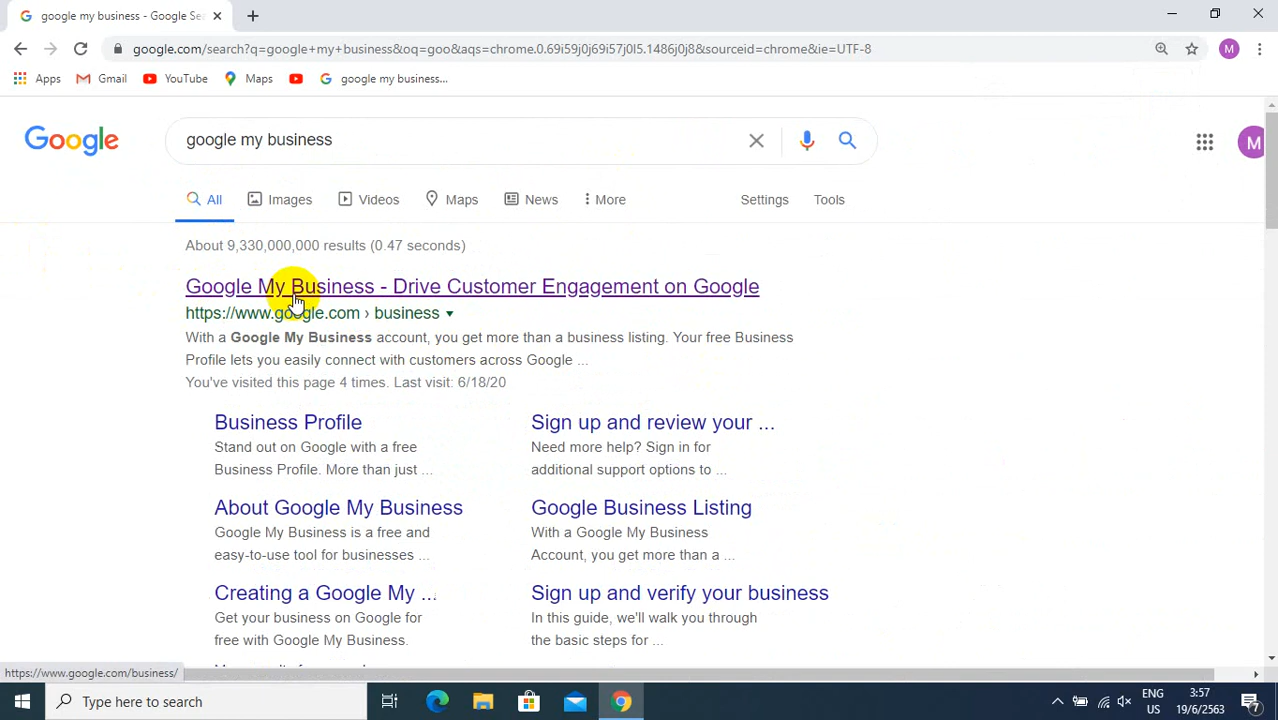 google my business - Google Sea
google.com/search?q=google+my+business&oq=goo&aqs=chrome.0.69i59j0j69i57j0l5.1486j0j8&sourceid=chrome&ie=UTF-8
M
Apps Gmail YouTube Maps google my business...
Google google my business M
All Images Videos Maps News More Settings Tools
About 9,330,000,000 results (0.47 seconds)
Google My Business - Drive Customer Engagement on Google
https://www.google.com › business
With a Google My Business account, you get more than a business listing. Your free Business
Profile lets you easily connect with customers across Google ...
You've visited this page 4 times. Last visit: 6/18/20
Business Profile
Stand out on Google with a free
Business Profile. More than just ...
Sign up and review your ...
Need more help? Sign in for
additional support options to ...
About Google My Business
Google My Business is a free and
easy-to-use tool for businesses ...
Google Business Listing
With a Google My Business
Account, you get more than a ...
Creating a Google My ...
Get your business on Google for
free with Google My Business.
Sign up and verify your business
In this guide, we'll walk you through
the basic steps for ...
https://www.google.com/business/
Type here to search
ENG
US
3:57
19/6/2563
7